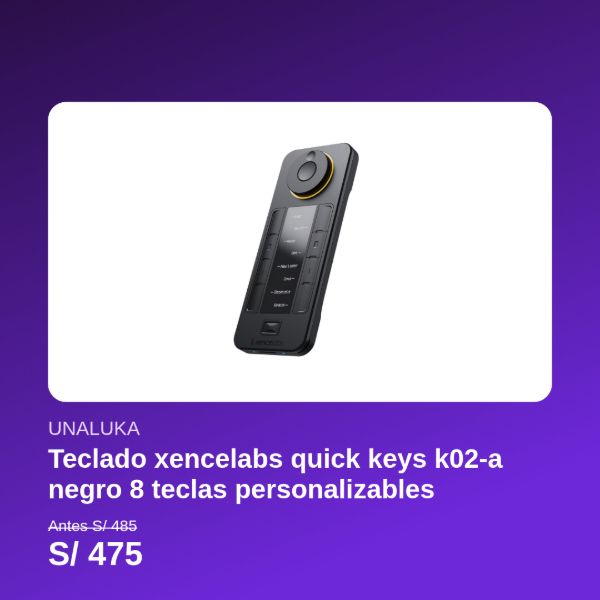 UNALUKA
Teclado xencelabs quick keys k02-a
negro 8 teclas personalizables
Antes S/ 485
S/ 475